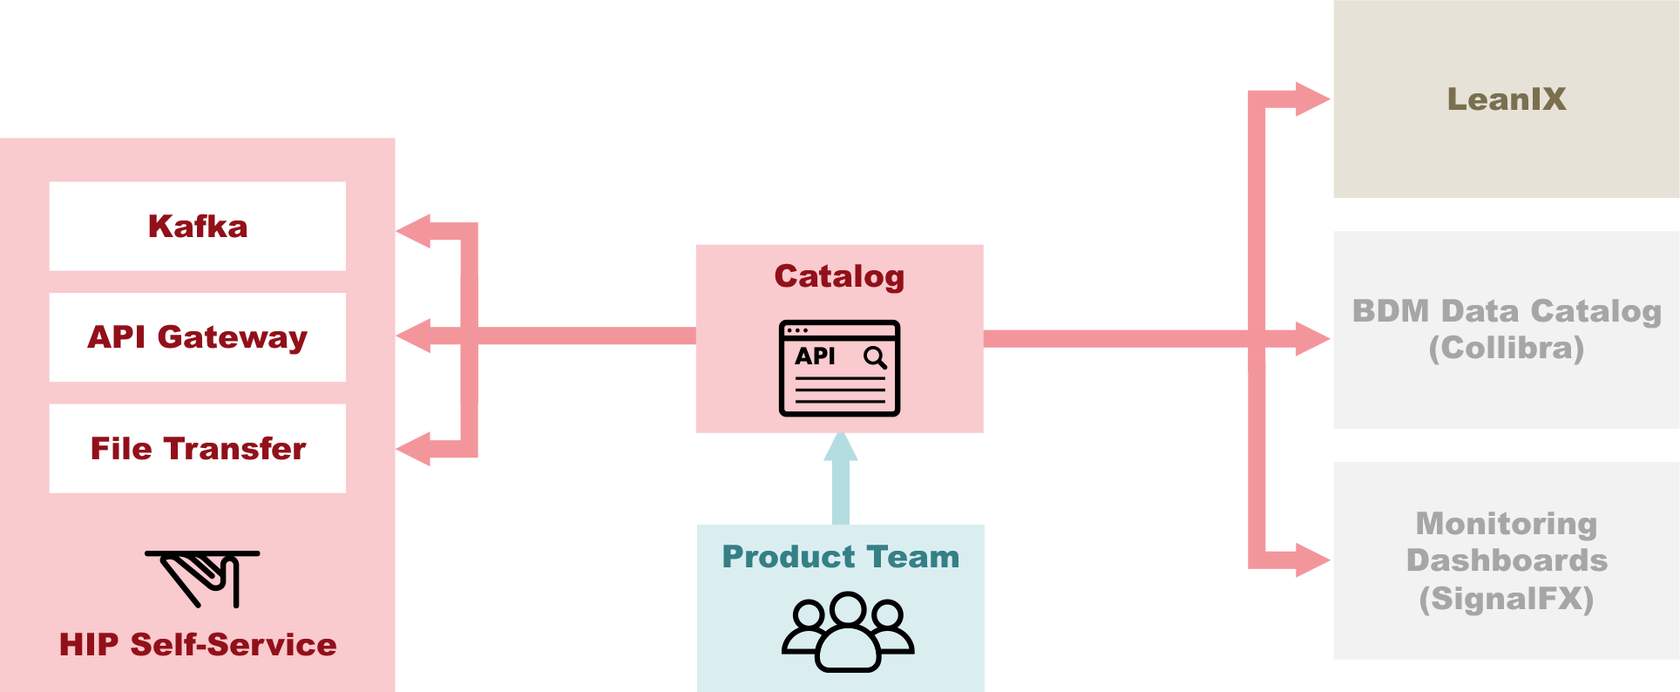 LeanIX
Kafka
API Gateway
File Transfer
HIP Self-Service
Catalog
API
Product Team
BDM Data Catalog
(Collibra)
Monitoring
Dashboards
(SignalFX)